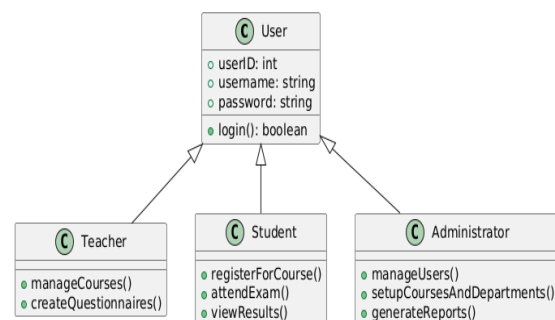 C User
userID: int
username: string
password: string
login(): boolean
C Teacher
manageCourses()
createQuestionnaires()
C Student
registerForCourse()
attendExam()
viewResults()
C Administrator
manageUsers()
setupCoursesAndDepartments()
generateReports()